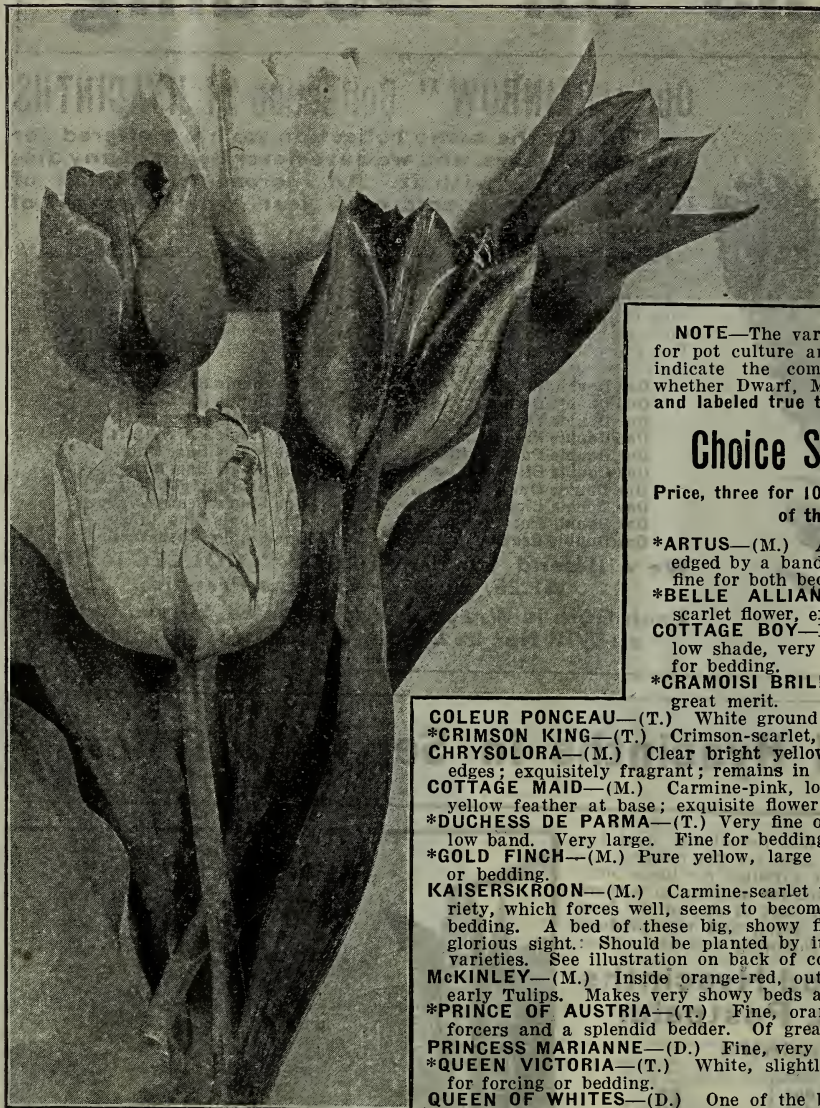 NOTE—The var
for pot culture a
indicate the com
whether Dwarf, M
and labeled true t
Choice S
Price, three for 10
of th
*ARTUS—(M.) A
edged by a band
fine for both bed
*BELLE ALLIAN
scarlet flower, e
COTTAGE BOY—
low shade, very
for bedding.
*CRAMOISI BRIL
great merit.
COLEUR PONCEAU—(T.) White ground
*CRIMSON KING—(T.) Crimson-scarlet,
CHRYSOLORA—(M.) Clear bright yellow
edges; exquisitely fragrant; remains in
COTTAGE MAID—(M.) Carmine-pink, lo
yellow feather at base; exquisite flower
*DUCHESS DE PARMA—(T.) Very fine o
low band. Very large. Fine for bedding
*GOLD FINCH—(M.) Pure yellow, large
or bedding.
KAISERSKROON—(M.) Carmine-scarlet
riety, which forces well, seems to becom
bedding. A bed of these big, showy f
glorious sight. Should be planted by i
varieties. See illustration on back of c
McKINLEY—(M.) Inside orange-red, out
early Tulips. Makes very showy beds a
*PRINCE OF AUSTRIA—(T.) Fine, oran
forcers and a splendid bedder. Of grea
PRINCESS MARIANNE—(D.) Fine, very
*QUEEN VICTORIA—(T.) White, slightl
for forcing or bedding.
QUEEN OF WHITES—(D.) One of the